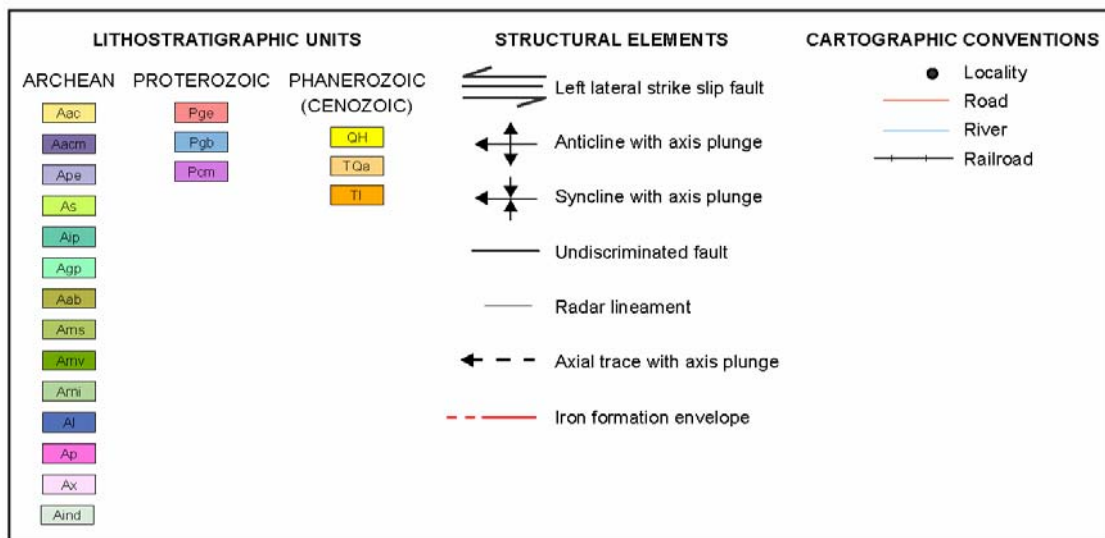 LITHOSTRATIGRAPHIC UNITS
ARCHEAN
Aac
Aacm
Ape
As
Aip
Agp
Aab
Ams
Amv
Ami
Al
Ap
Ax
Aind
PROTEROZOIC
Pge
Pgb
Pcm
PHANEROZOIC
(CENOZOIC)
QH
TQa
Tl
STRUCTURAL ELEMENTS
Left lateral strike slip fault
Anticline with axis plunge
Syncline with axis plunge
Undiscriminated fault
Radar lineament
Axial trace with axis plunge
Iron formation envelope
CARTOGRAPHIC CONVENTIONS
Locality
Road
River
Railroad